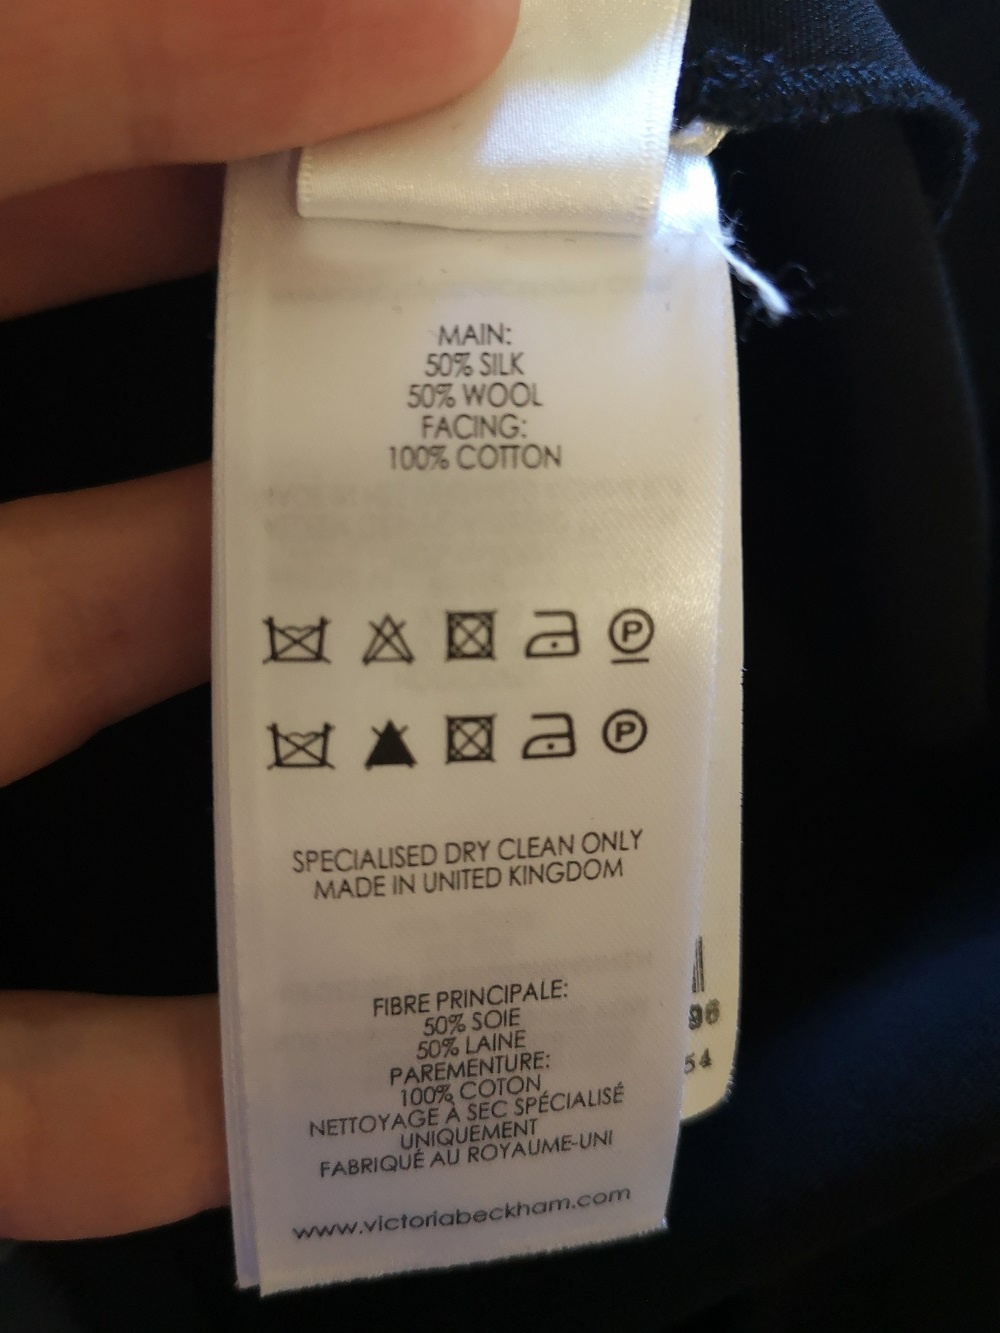 MAIN:
50% SILK
50% WOOL
FACING:
100% COTTON
P
P
SPECIALISED DRY CLEAN ONLY
MADE IN UNITED KINGDOM
FIBRE PRINCIPALE:
50% SOIE
50% LAINE
PAREMENTURE:
100% COTON
NETTOYAGE À SEC SPÉCIALISÉ
UNIQUEMENT
FABRIQUÉ AU ROYAUME-UNI
www.victoriabeckham.com
54